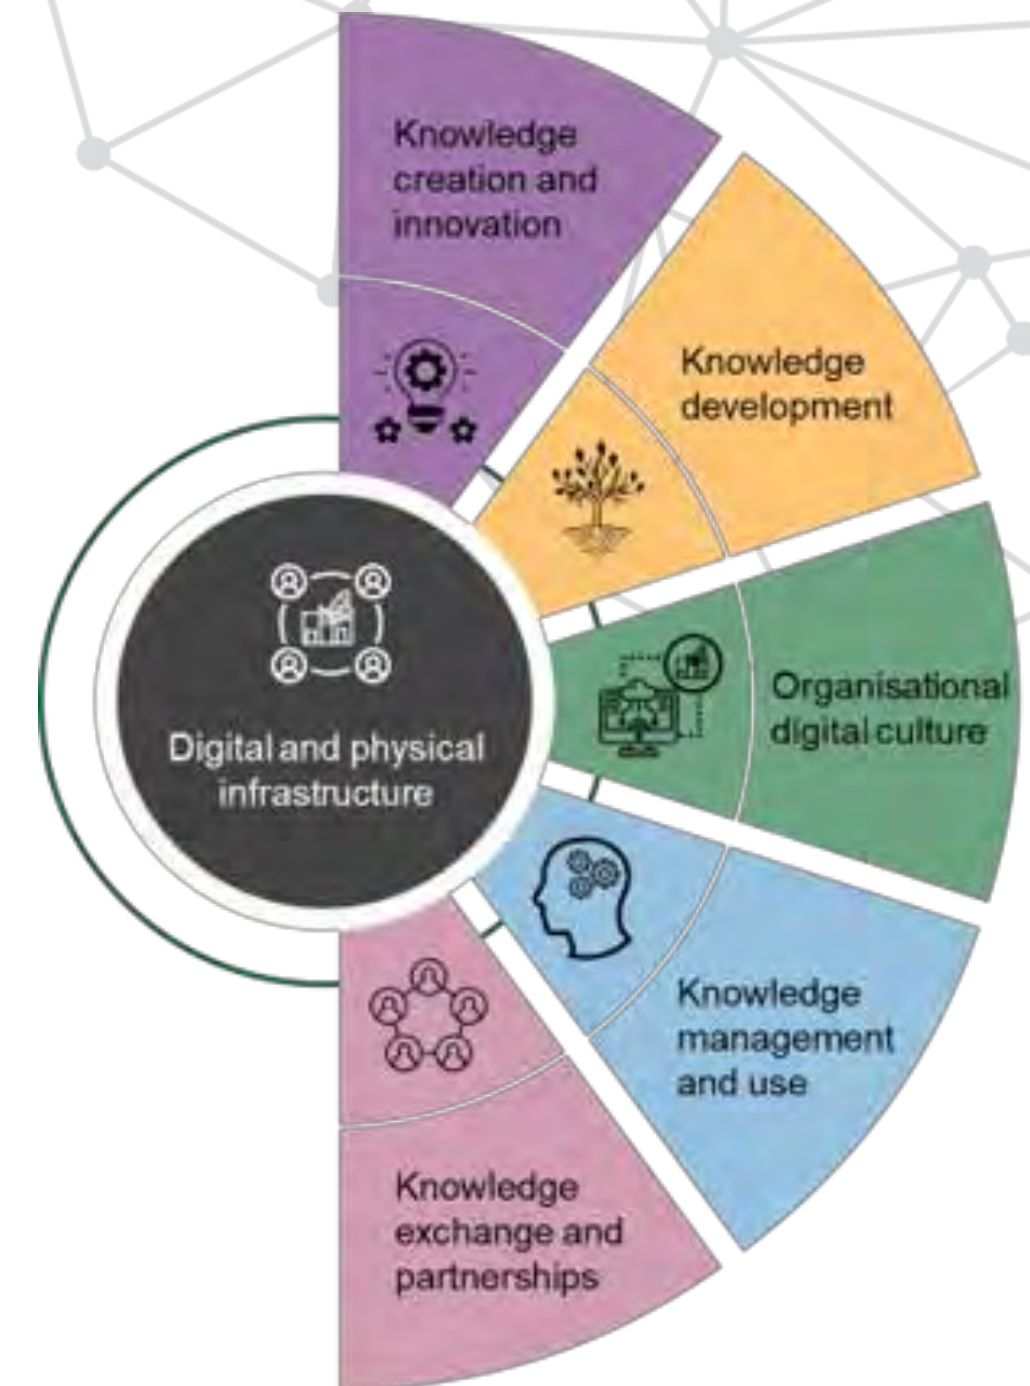 Knowledge
creation and
innovation
Knowledge
development
Organisational
digital culture
Digital and physical
infrastructure
Knowledge
management
and use
Knowledge
exchange and
partnerships